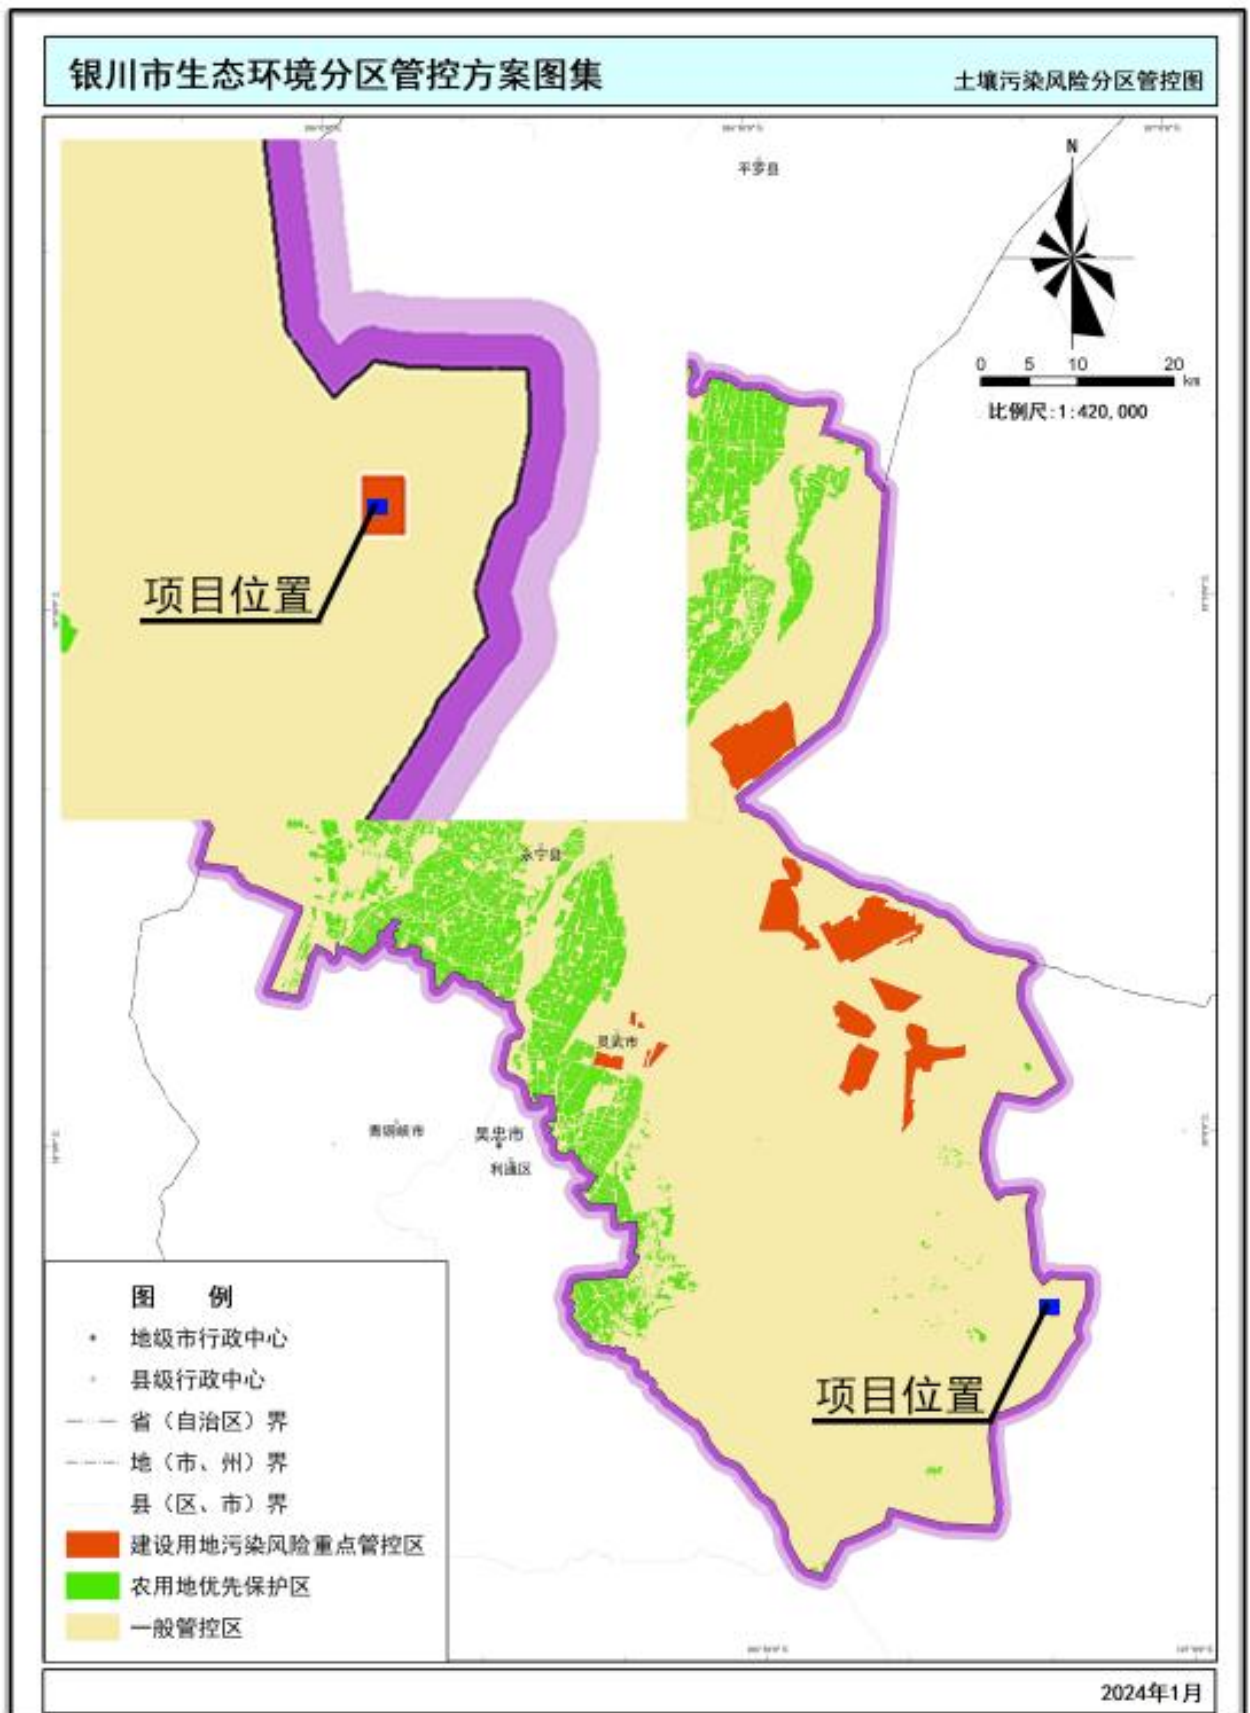 银川市生态环境分区管控方案图集
土壤污染风险分区管控图
平罗县
N
0 5 10 20
km
比例尺:1:420,000
项目位置
永宁县
灵武市
青铜峡市
吴忠市
利通区
项目位置
图 例
地级市行政中心
县级行政中心
省（自治区）界
地（市、州）界
县（区、市）界
建设用地污染风险重点管控区
农用地优先保护区
一般管控区
2024年1月